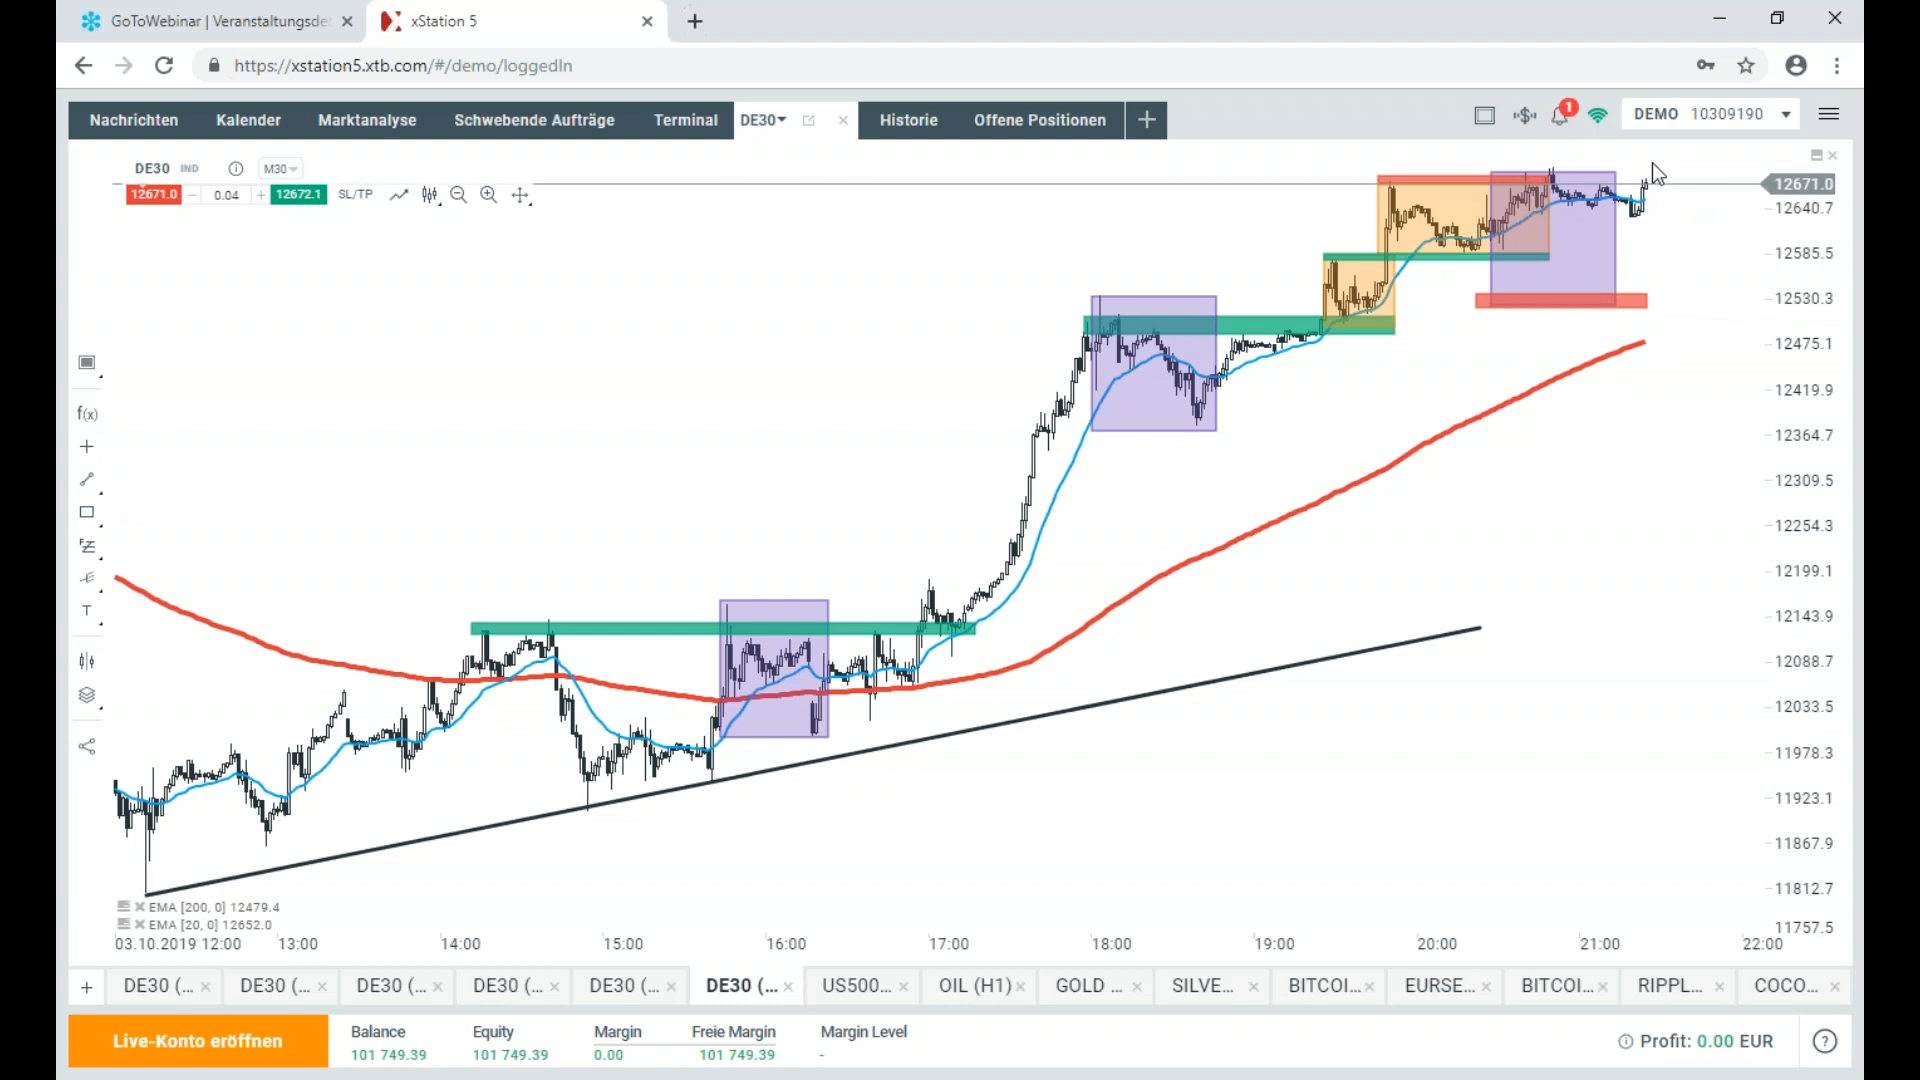 GoToWebinar | Veranstaltungsde
xStation 5
https://xstation5.xtb.com/#/demo/loggedIn
Nachrichten Kalender Marktanalyse Schwebende Aufträge Terminal DE30 Historie Offene Positionen
1
DEMO 10309190
DE30 IND M30
12671.0 0.04 12672.1 SL/TP
12671.0
12640.7
12585.5
12530.3
12475.1
12419.9
12364.7
12309.5
12254.3
12199.1
12143.9
12088.7
12033.5
11978.3
11923.1
11867.9
11812.7
11757.5
f(x)
T
EMA [200, 0] 12479.4
EMA [20, 0] 12652.0
03.10.2019 12:00 13:00 14:00 15:00 16:00 17:00 18:00 19:00 20:00 21:00 22:00
DE30 (... DE30 (... DE30 (... DE30 (... DE30 (... DE30 (... US500... OIL (H1) GOLD ... SILVE... BITCOI... EURSE... BITCOI... RIPPL... COCO...
Live-Konto eröffnen
Balance Equity Margin Freie Margin Margin Level
101 749.39 101 749.39 0.00 101 749.39 -
Profit: 0.00 EUR